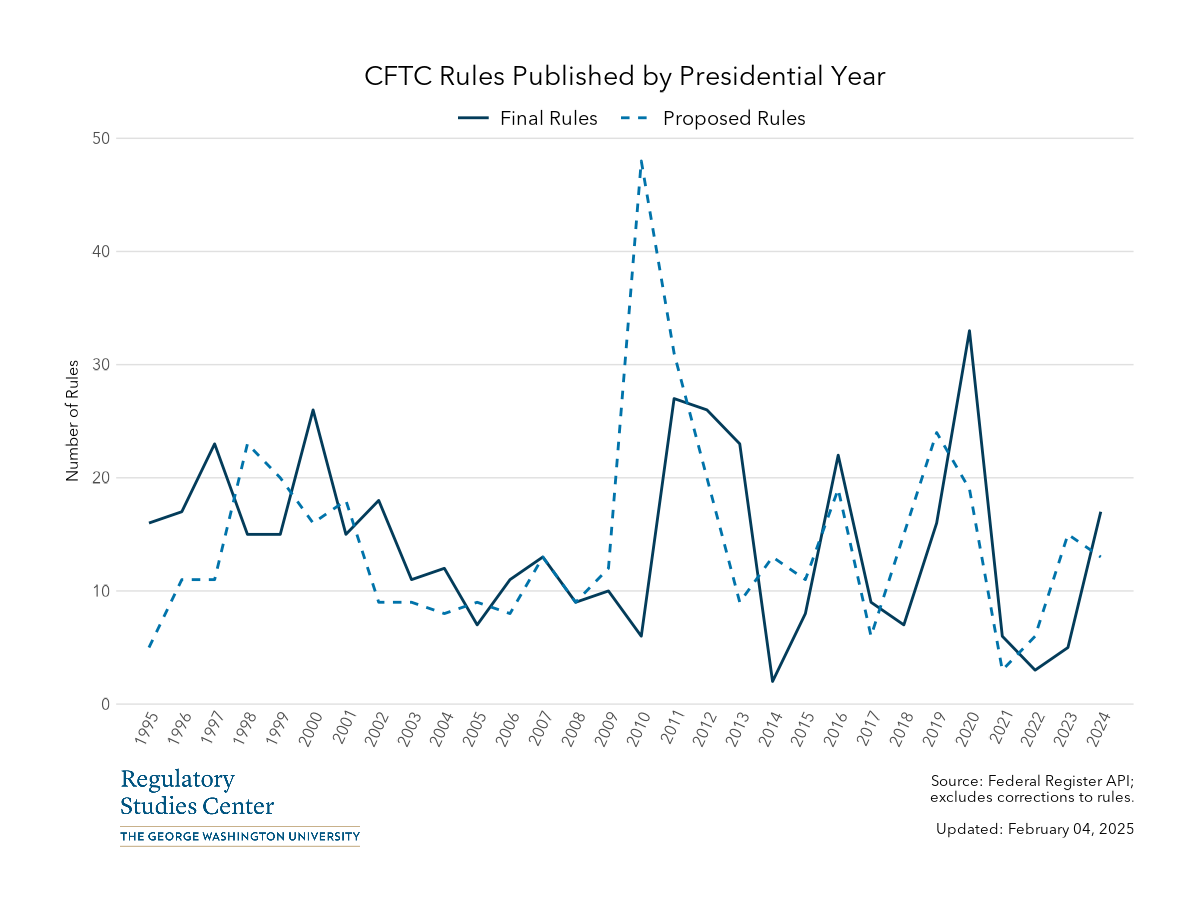 CFTC Rules Published by Presidential Year
Final Rules Proposed Rules
Number of Rules
50
40
30
20
10
0
1995 1996 1997 1998 1999 2000 2001 2002 2003 2004 2005 2006 2007 2008 2009 2010 2011 2012 2013 2014 2015 2016 2017 2018 2019 2020 2021 2022 2023 2024
Regulatory
Studies Center
THE GEORGE WASHINGTON UNIVERSITY
Source: Federal Register API;
excludes corrections to rules.
Updated: February 04, 2025